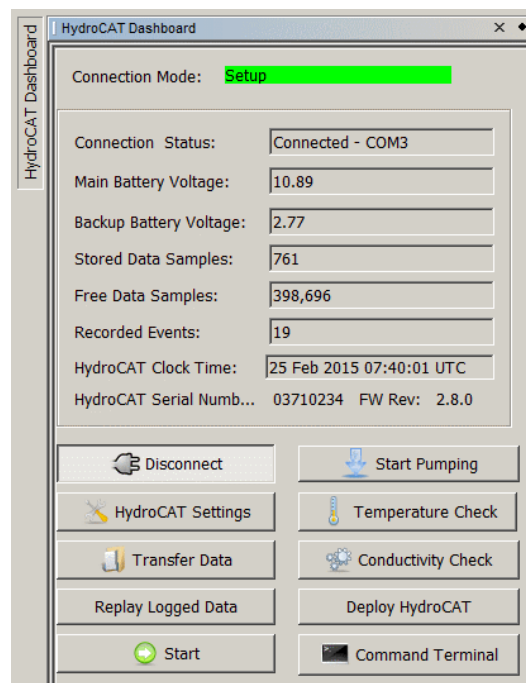 HydroCAT Dashboard
HydroCAT Dashboard
Connection Mode: Setup
Connection Status: Connected - COM3
Main Battery Voltage: 10.89
Backup Battery Voltage: 2.77
Stored Data Samples: 761
Free Data Samples: 398,696
Recorded Events: 19
HydroCAT Clock Time: 25 Feb 2015 07:40:01 UTC
HydroCAT Serial Numb... 03710234 FW Rev: 2.8.0
Disconnect Start Pumping
HydroCAT Settings Temperature Check
Transfer Data Conductivity Check
Replay Logged Data Deploy HydroCAT
Start Command Terminal